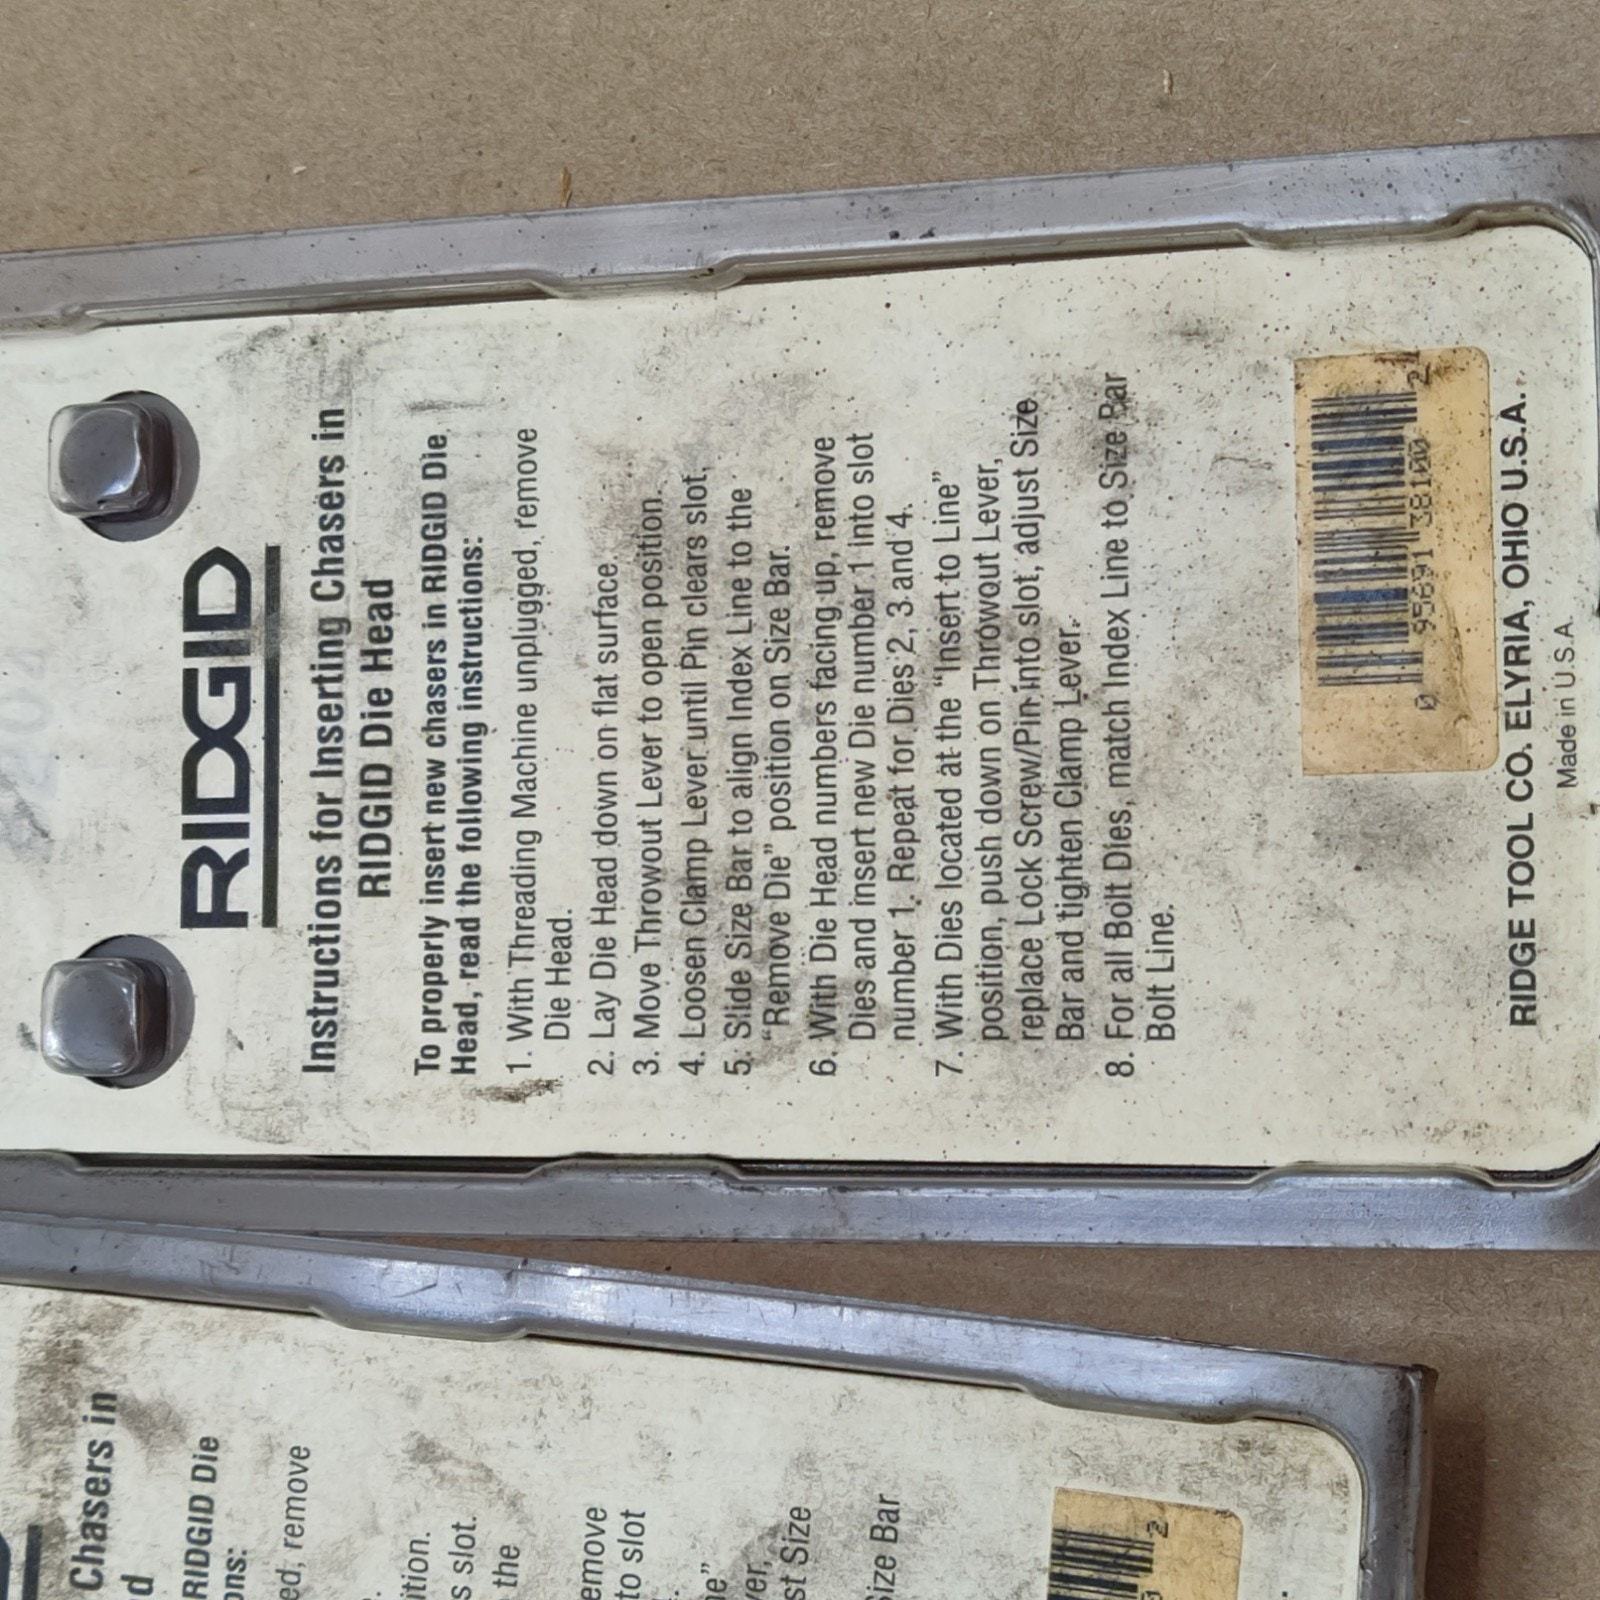 RIDGID
Instructions for Inserting Chasers in
RIDGID Die Head
To properly insert new chasers in RIDGID Die
Head, read the following instructions:
1. With Threading Machine unplugged, remove
Die Head.
2. Lay Die Head down on flat surface.
3. Move Throwout Lever to open position.
4. Loosen Clamp Lever until Pin clears slot.
5. Slide Size Bar to align Index Line to the
"Remove Die" position on Size Bar.
6. With Die Head numbers facing up, remove
Dies and insert new Die number 1 into slot
number 1. Repeat for Dies 2, 3 and 4.
7. With Dies located at the "Insert to Line"
position, push down on Throwout Lever,
replace Lock Screw/Pin into slot, adjust Size
Bar and tighten Clamp Lever.
8. For all Bolt Dies, match Index Line to Size Bar
Bolt Line.
0 95691 38100 2
RIDGE TOOL CO. ELYRIA, OHIO U.S.A.
Made in U.S.A.
Chasers in
RIDGID Die
remove
slot.
the
to slot
Size
Size Bar
2